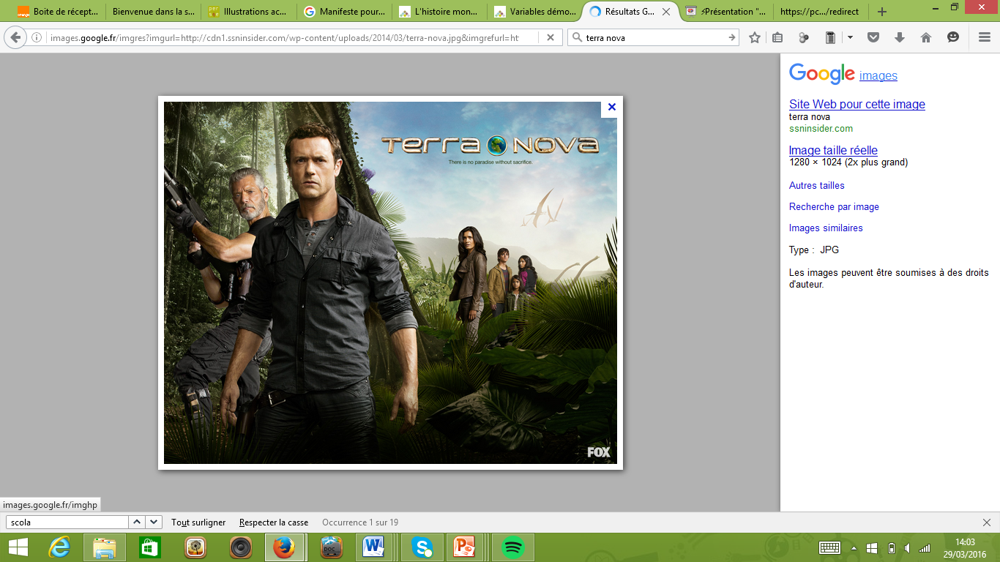 Boite de récept...
Bienvenue dans la s...
Illustrations ac...
Manifeste pour...
L'histoire mon...
Variables démo...
Résultats G...
⚡Présentation "...
https://pc.../redirect
images.google.fr/imgres?imgurl=http://cdn1.ssninsider.com/wp-content/uploads/2014/03/terra-nova.jpg&imgrefurl=ht
terra nova
Google images
Site Web pour cette image
terra nova
ssninsider.com
Image taille réelle
1280 × 1024 (2x plus grand)
Autres tailles
Recherche par image
Images similaires
Type : JPG
Les images peuvent être soumises à des droits
d'auteur.
TERRA NOVA
There is no paradise without sacrifice.
FOX
images.google.fr/imghp
scola
Tout surligner
Respecter la casse
Occurrence 1 sur 19
DOC
14:03
29/03/2016